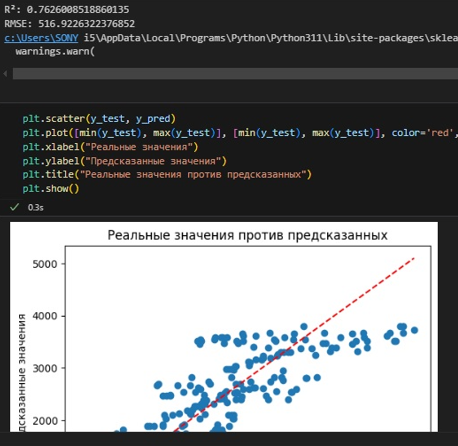 R²: 0.7626008518860135
RMSE: 516.9226322376852
c:\Users\SONY i5\AppData\Local\Programs\Python\Python311\Lib\site-packages\sklea
warnings.warn(
plt.scatter(y_test, y_pred)
plt.plot([min(y_test), max(y_test)], [min(y_test), max(y_test)], color='red',
plt.xlabel("Реальные значения")
plt.ylabel("Предсказанные значения")
plt.title("Реальные значения против предсказанных")
plt.show()
0.3s
Реальные значения против предсказанных
5000
4000
3000
2000
дсказанные значения